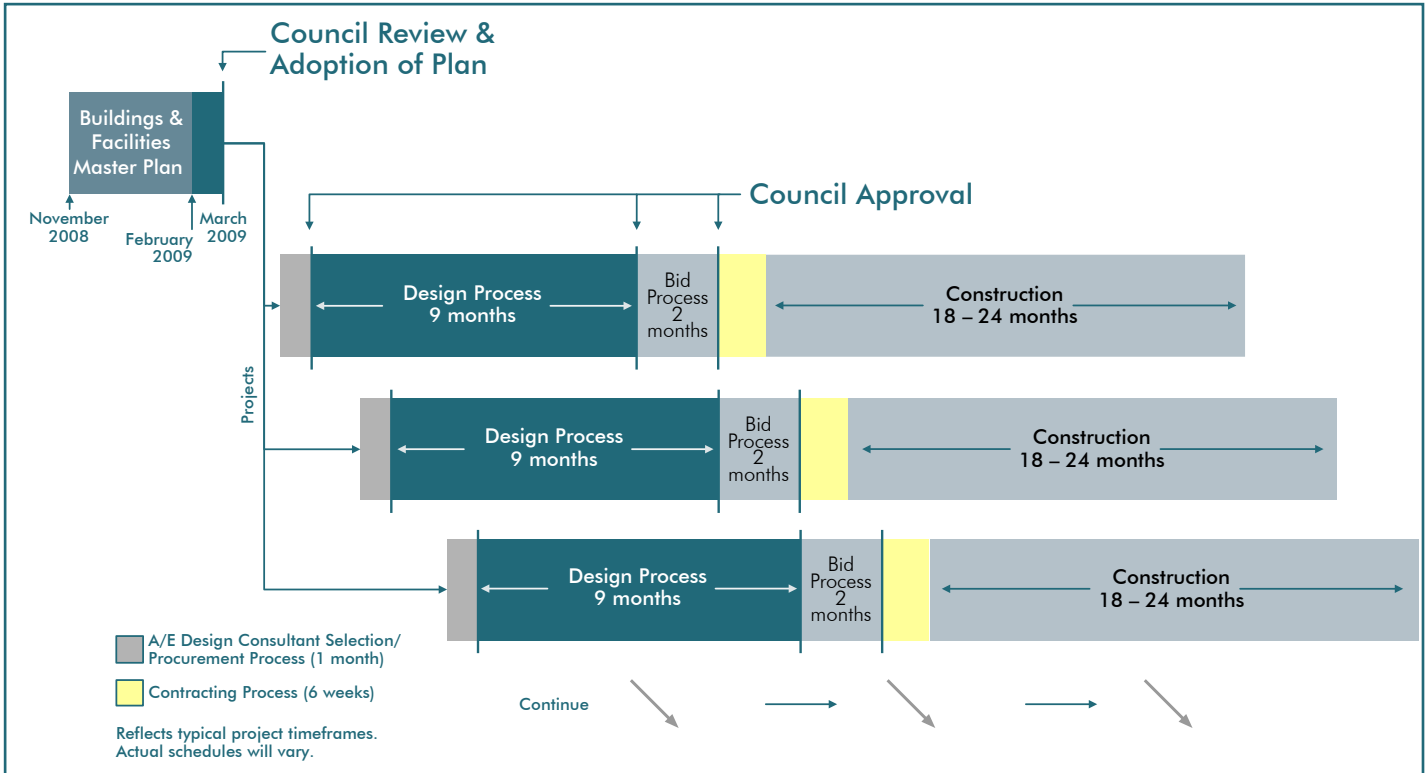 Council Review &
Adoption of Plan
Buildings &
Facilities
Master Plan
November
2008
February
2009
March
2009
Council Approval
Projects
Design Process
9 months
Bid
Process
2
months
Construction
18 – 24 months
Design Process
9 months
Bid
Process
2
months
Construction
18 – 24 months
Design Process
9 months
Bid
Process
2
months
Construction
18 – 24 months
A/E Design Consultant Selection/
Procurement Process (1 month)
Contracting Process (6 weeks)
Continue
Reflects typical project timeframes.
Actual schedules will vary.